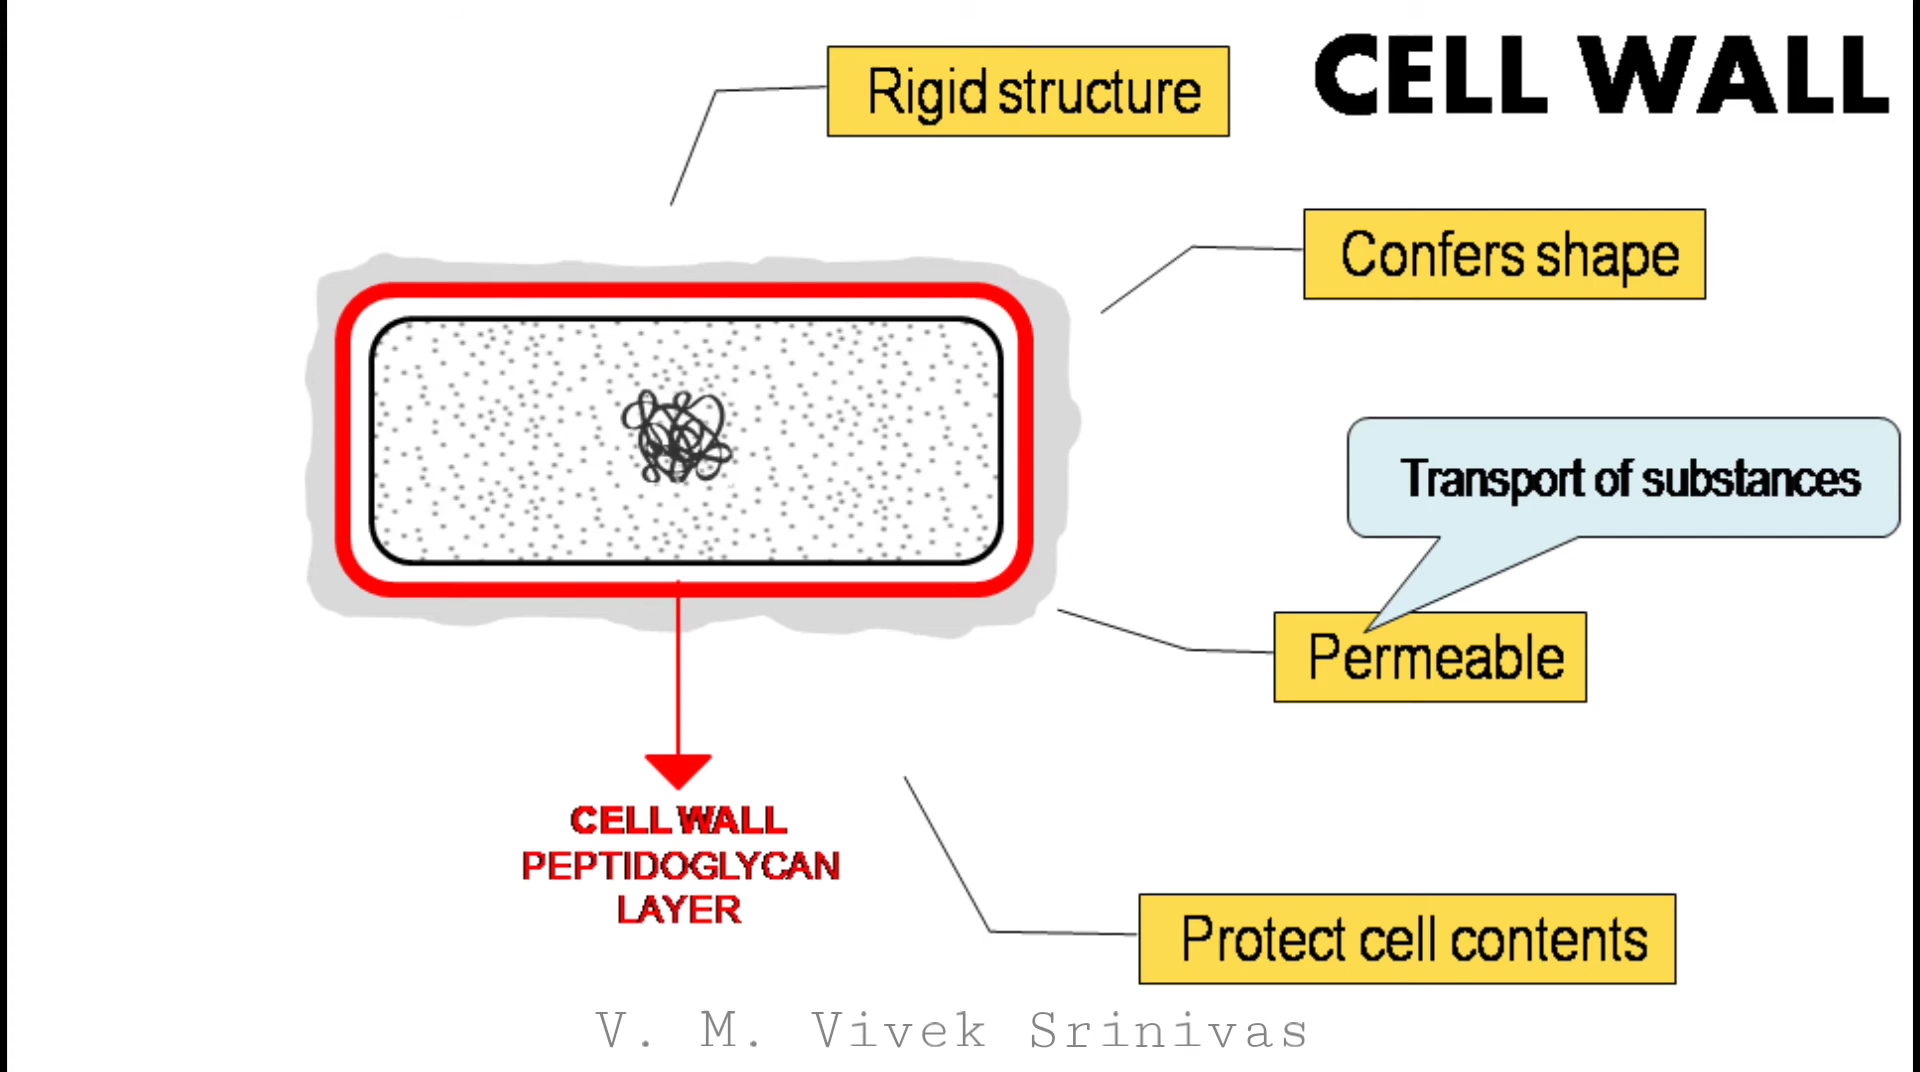 CELL WALL
Rigid structure
Confers shape
Transport of substances
Permeable
CELL WALL
PEPTIDOGLYCAN
LAYER
Protect cell contents
V. M. Vivek Srinivas